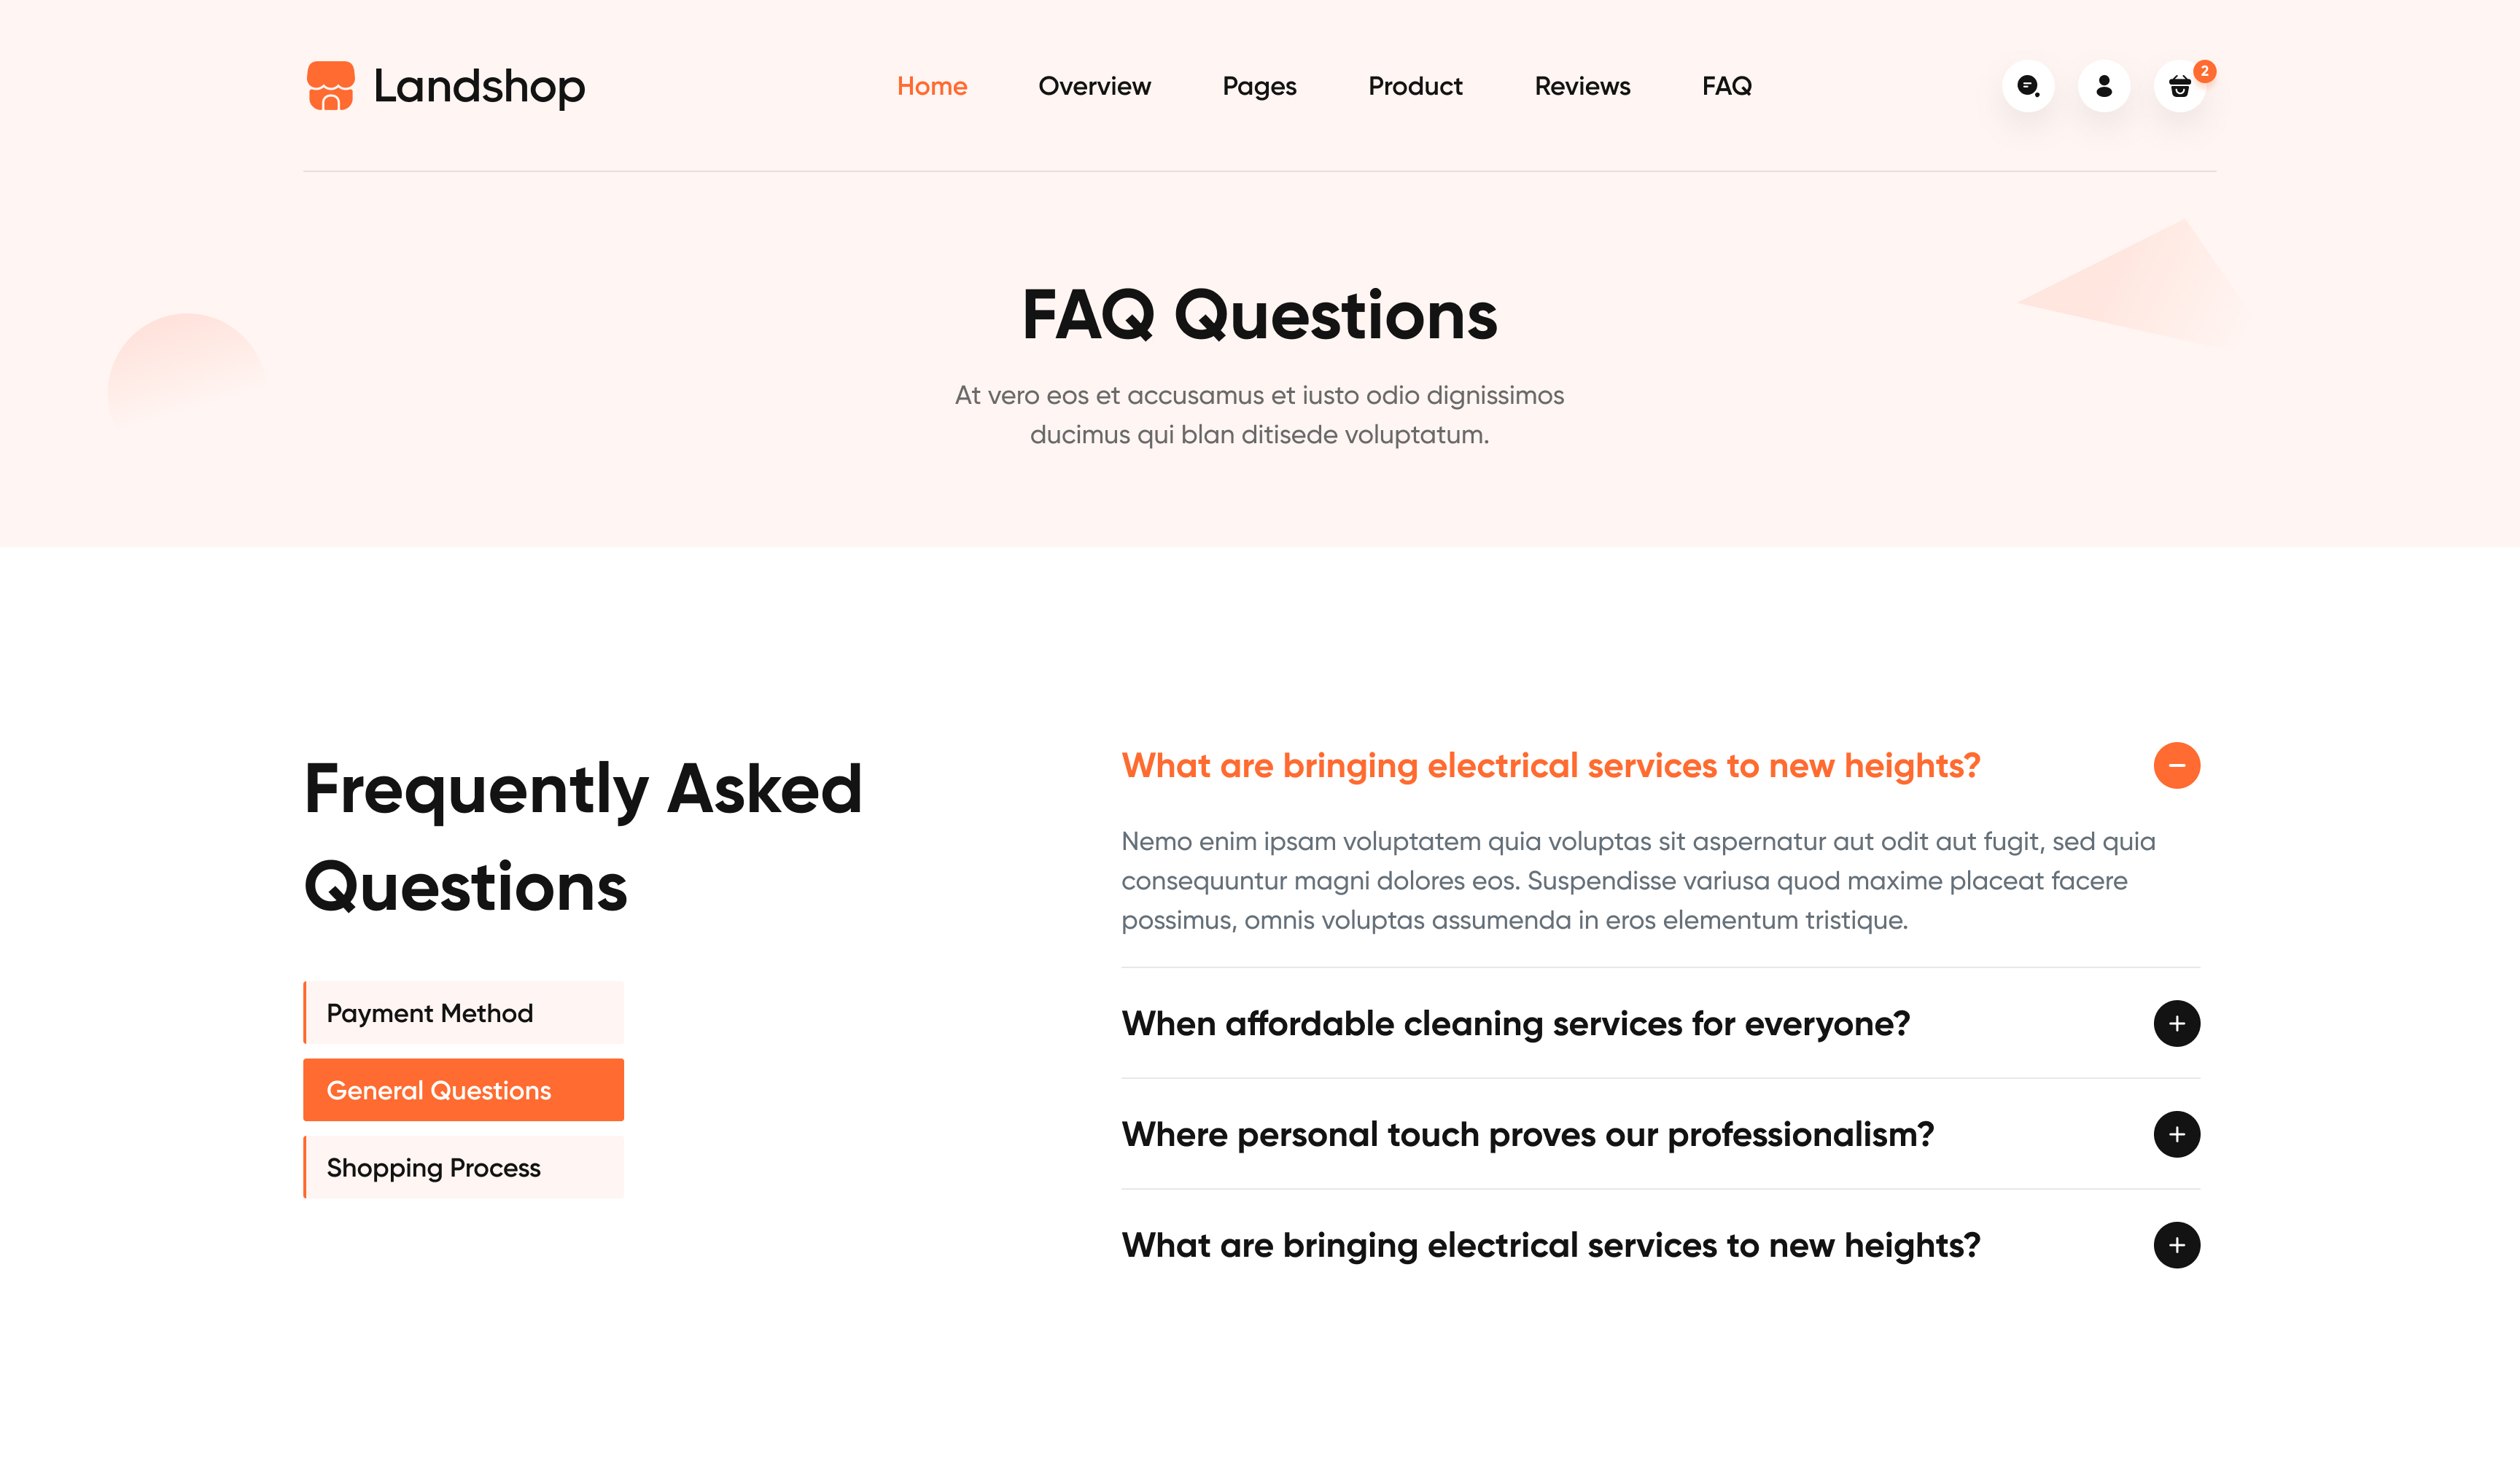 Landshop
Home Overview Pages Product Reviews FAQ
2
FAQ Questions
At vero eos et accusamus et iusto odio dignissimos
ducimus qui blan ditisede voluptatum.
Frequently Asked
Questions
Payment Method
General Questions
Shopping Process
What are bringing electrical services to new heights?
Nemo enim ipsam voluptatem quia voluptas sit aspernatur aut odit aut fugit, sed quia
consequuntur magni dolores eos. Suspendisse variusa quod maxime placeat facere
possimus, omnis voluptas assumenda in eros elementum tristique.
When affordable cleaning services for everyone?
Where personal touch proves our professionalism?
What are bringing electrical services to new heights?